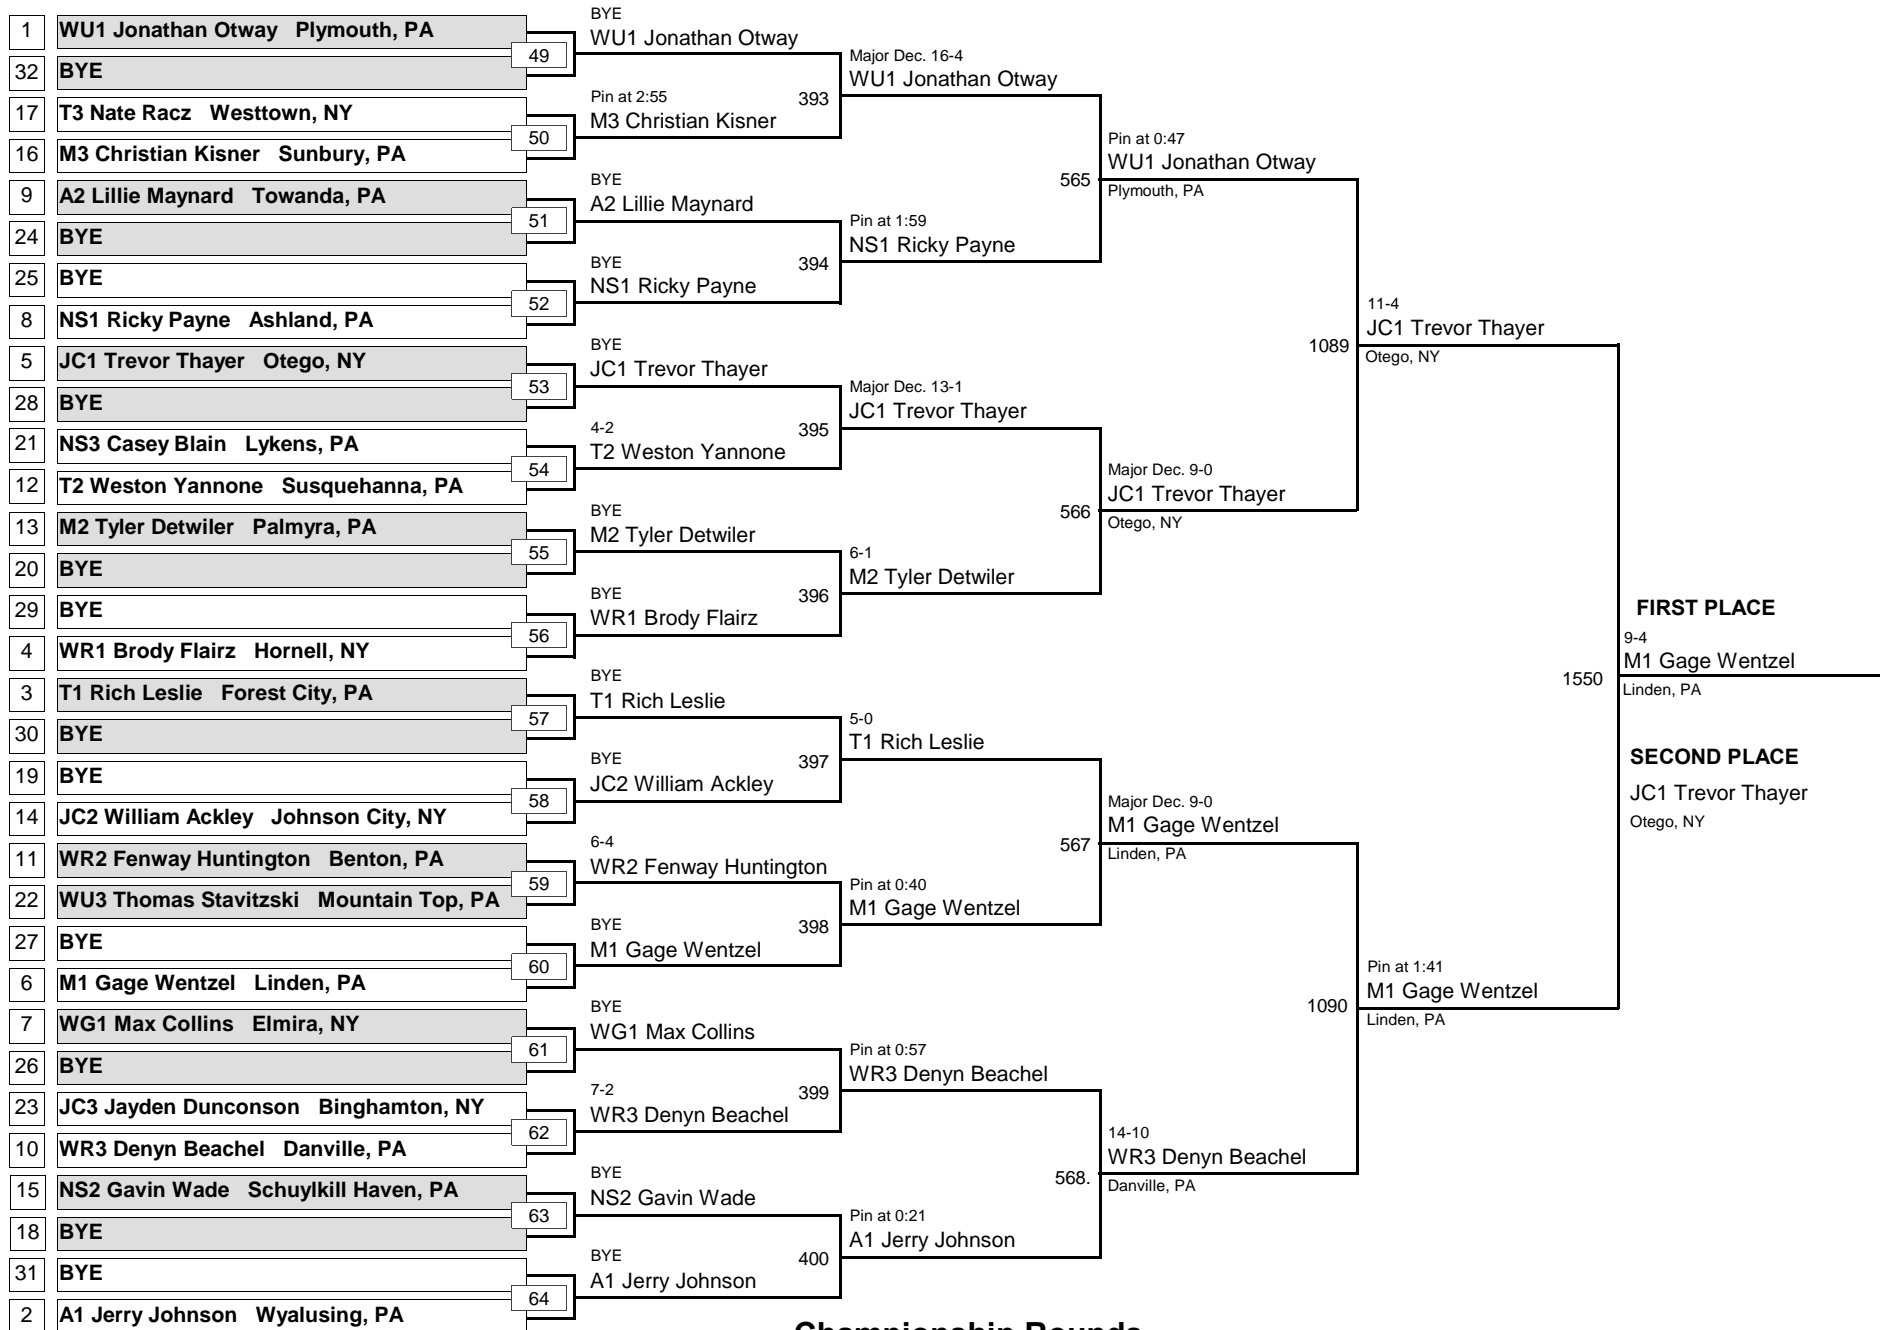 1 WU1 Jonathan Otway Plymouth, PA
32 BYE
17 T3 Nate Racz Westtown, NY
16 M3 Christian Kisner Sunbury, PA
9 A2 Lillie Maynard Towanda, PA
24 BYE
25 BYE
8 NS1 Ricky Payne Ashland, PA
5 JC1 Trevor Thayer Otego, NY
28 BYE
21 NS3 Casey Blain Lykens, PA
12 T2 Weston Yannone Susquehanna, PA
13 M2 Tyler Detwiler Palmyra, PA
20 BYE
29 BYE
4 WR1 Brody Flairz Hornell, NY
3 T1 Rich Leslie Forest City, PA
30 BYE
19 BYE
14 JC2 William Ackley Johnson City, NY
11 WR2 Fenway Huntington Benton, PA
22 WU3 Thomas Stavitzski Mountain Top, PA
27 BYE
6 M1 Gage Wentzel Linden, PA
7 WG1 Max Collins Elmira, NY
26 BYE
23 JC3 Jayden Dunconson Binghamton, NY
10 WR3 Denyn Beachel Danville, PA
15 NS2 Gavin Wade Schuylkill Haven, PA
18 BYE
31 BYE
2 A1 Jerry Johnson Wyalusing, PA
49
50
51
52
53
54
55
56
57
58
59
60
61
62
63
64
BYE
WU1 Jonathan Otway
Pin at 2:55
M3 Christian Kisner
BYE
A2 Lillie Maynard
BYE
NS1 Ricky Payne
BYE
JC1 Trevor Thayer
4-2
T2 Weston Yannone
BYE
M2 Tyler Detwiler
BYE
WR1 Brody Flairz
BYE
T1 Rich Leslie
BYE
JC2 William Ackley
6-4
WR2 Fenway Huntington
BYE
M1 Gage Wentzel
BYE
WG1 Max Collins
7-2
WR3 Denyn Beachel
BYE
NS2 Gavin Wade
BYE
A1 Jerry Johnson
393
394
395
396
397
398
399
400
Major Dec. 16-4
WU1 Jonathan Otway
Pin at 1:59
NS1 Ricky Payne
Major Dec. 13-1
JC1 Trevor Thayer
6-1
M2 Tyler Detwiler
5-0
T1 Rich Leslie
Pin at 0:40
M1 Gage Wentzel
Pin at 0:57
WR3 Denyn Beachel
Pin at 0:21
A1 Jerry Johnson
565
566
567
568.
Pin at 0:47
WU1 Jonathan Otway
Plymouth, PA
Major Dec. 9-0
JC1 Trevor Thayer
Otego, NY
Major Dec. 9-0
M1 Gage Wentzel
Linden, PA
14-10
WR3 Denyn Beachel
Danville, PA
1089
1090
11-4
JC1 Trevor Thayer
Otego, NY
Pin at 1:41
M1 Gage Wentzel
Linden, PA
1550
FIRST PLACE
9-4
M1 Gage Wentzel
Linden, PA
SECOND PLACE
JC1 Trevor Thayer
Otego, NY
Championship Rounds